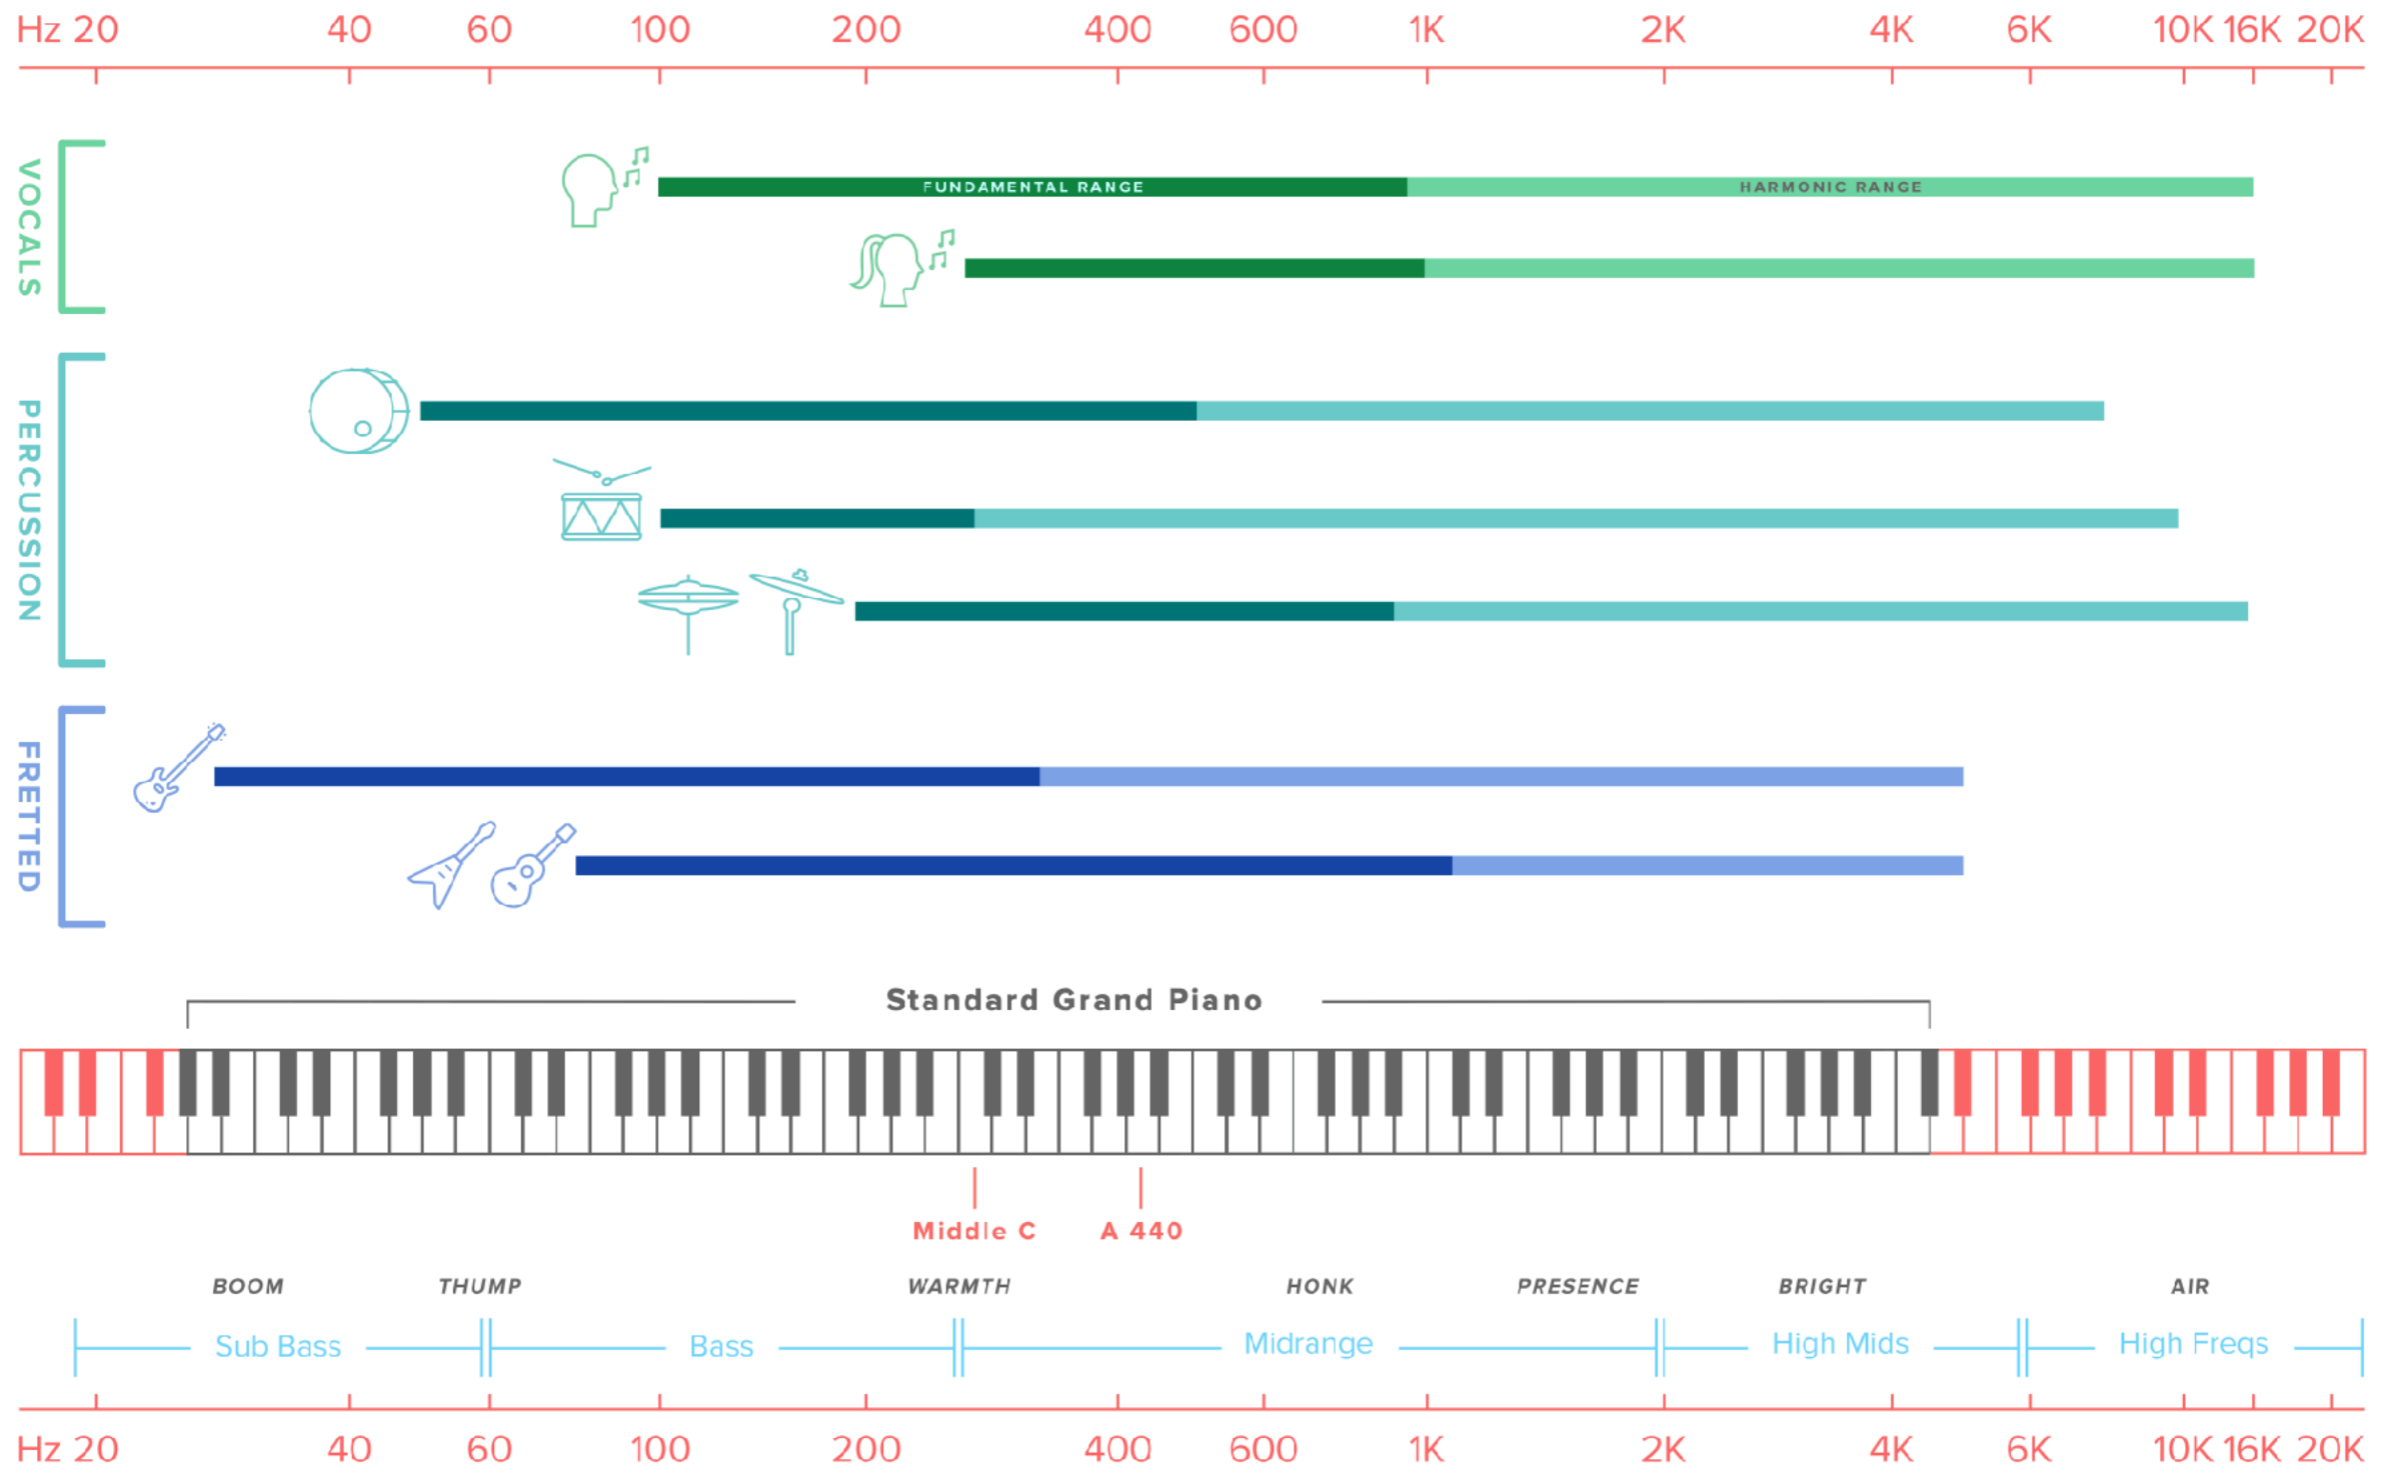 Hz 20 40 60 100 200 400 600 1K 2K 4K 6K 10K 16K 20K
VOCALS
FUNDAMENTAL RANGE HARMONIC RANGE
PERCUSSION
FRETTED
Standard Grand Piano
Middle C A 440
BOOM THUMP WARMTH HONK PRESENCE BRIGHT AIR
Sub Bass Bass Midrange High Mids High Freqs
Hz 20 40 60 100 200 400 600 1K 2K 4K 6K 10K 16K 20K